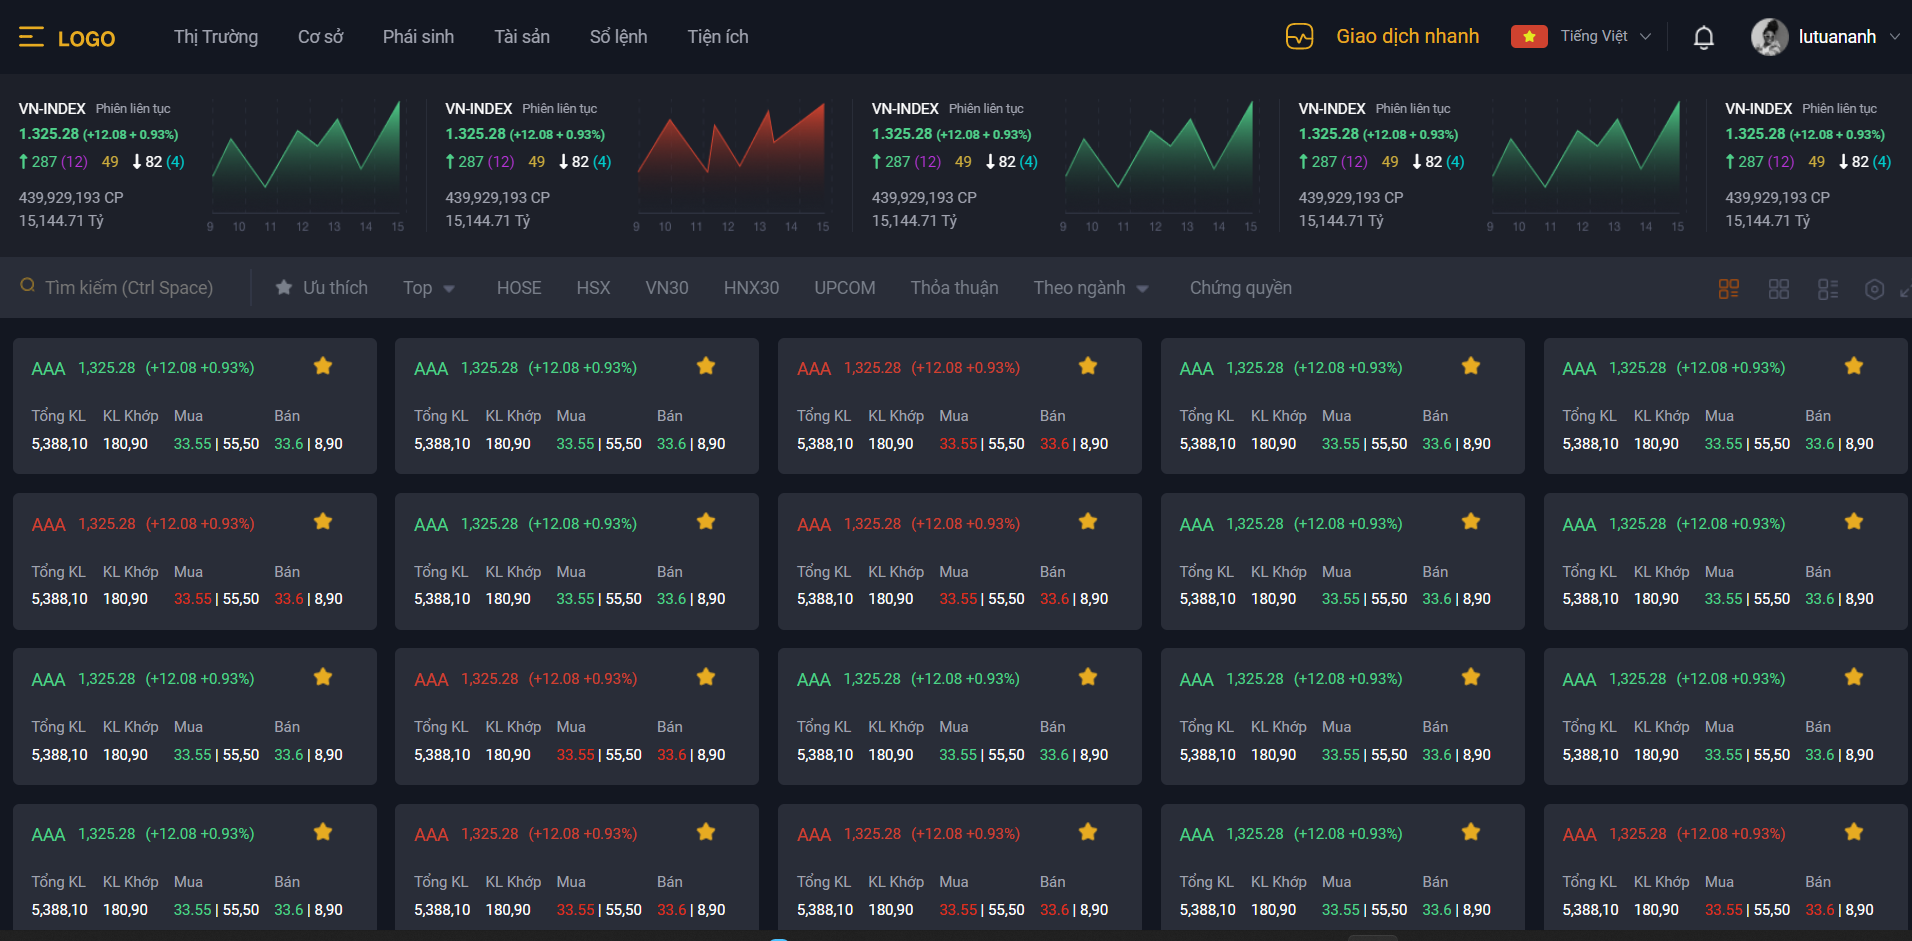 LOGO Thị Trường Cơ sở Phái sinh Tài sản Sổ lệnh Tiện ích Giao dịch nhanh Tiếng Việt lutuananh
VN-INDEX Phiên liên tục
1.325.28 (+12.08 + 0.93%)
287 (12) 49 82 (4)
439,929,193 CP
15,144.71 Tỷ
9 10 11 12 13 14 15
VN-INDEX Phiên liên tục
1.325.28 (+12.08 + 0.93%)
287 (12) 49 82 (4)
439,929,193 CP
15,144.71 Tỷ
9 10 11 12 13 14 15
VN-INDEX Phiên liên tục
1.325.28 (+12.08 + 0.93%)
287 (12) 49 82 (4)
439,929,193 CP
15,144.71 Tỷ
9 10 11 12 13 14 15
VN-INDEX Phiên liên tục
1.325.28 (+12.08 + 0.93%)
287 (12) 49 82 (4)
439,929,193 CP
15,144.71 Tỷ
9 10 11 12 13 14 15
VN-INDEX Phiên liên tục
1.325.28 (+12.08 + 0.93%)
287 (12) 49 82 (4)
439,929,193 CP
15,144.71 Tỷ
Tìm kiếm (Ctrl Space) Ưu thích Top HOSE HSX VN30 HNX30 UPCOM Thỏa thuận Theo ngành Chứng quyền
AAA 1,325.28 (+12.08 +0.93%) AAA 1,325.28 (+12.08 +0.93%) AAA 1,325.28 (+12.08 +0.93%) AAA 1,325.28 (+12.08 +0.93%) AAA 1,325.28 (+12.08 +0.93%)
Tổng KL KL Khớp Mua Bán Tổng KL KL Khớp Mua Bán Tổng KL KL Khớp Mua Bán Tổng KL KL Khớp Mua Bán Tổng KL KL Khớp Mua Bán
5,388,10 180,90 33.55 | 55,50 33.6 | 8,90 5,388,10 180,90 33.55 | 55,50 33.6 | 8,90 5,388,10 180,90 33.55 | 55,50 33.6 | 8,90 5,388,10 180,90 33.55 | 55,50 33.6 | 8,90 5,388,10 180,90 33.55 | 55,50 33.6 | 8,90
AAA 1,325.28 (+12.08 +0.93%) AAA 1,325.28 (+12.08 +0.93%) AAA 1,325.28 (+12.08 +0.93%) AAA 1,325.28 (+12.08 +0.93%) AAA 1,325.28 (+12.08 +0.93%)
Tổng KL KL Khớp Mua Bán Tổng KL KL Khớp Mua Bán Tổng KL KL Khớp Mua Bán Tổng KL KL Khớp Mua Bán Tổng KL KL Khớp Mua Bán
5,388,10 180,90 33.55 | 55,50 33.6 | 8,90 5,388,10 180,90 33.55 | 55,50 33.6 | 8,90 5,388,10 180,90 33.55 | 55,50 33.6 | 8,90 5,388,10 180,90 33.55 | 55,50 33.6 | 8,90 5,388,10 180,90 33.55 | 55,50 33.6 | 8,90
AAA 1,325.28 (+12.08 +0.93%) AAA 1,325.28 (+12.08 +0.93%) AAA 1,325.28 (+12.08 +0.93%) AAA 1,325.28 (+12.08 +0.93%) AAA 1,325.28 (+12.08 +0.93%)
Tổng KL KL Khớp Mua Bán Tổng KL KL Khớp Mua Bán Tổng KL KL Khớp Mua Bán Tổng KL KL Khớp Mua Bán Tổng KL KL Khớp Mua Bán
5,388,10 180,90 33.55 | 55,50 33.6 | 8,90 5,388,10 180,90 33.55 | 55,50 33.6 | 8,90 5,388,10 180,90 33.55 | 55,50 33.6 | 8,90 5,388,10 180,90 33.55 | 55,50 33.6 | 8,90 5,388,10 180,90 33.55 | 55,50 33.6 | 8,90
AAA 1,325.28 (+12.08 +0.93%) AAA 1,325.28 (+12.08 +0.93%) AAA 1,325.28 (+12.08 +0.93%) AAA 1,325.28 (+12.08 +0.93%) AAA 1,325.28 (+12.08 +0.93%)
Tổng KL KL Khớp Mua Bán Tổng KL KL Khớp Mua Bán Tổng KL KL Khớp Mua Bán Tổng KL KL Khớp Mua Bán Tổng KL KL Khớp Mua Bán
5,388,10 180,90 33.55 | 55,50 33.6 | 8,90 5,388,10 180,90 33.55 | 55,50 33.6 | 8,90 5,388,10 180,90 33.55 | 55,50 33.6 | 8,90 5,388,10 180,90 33.55 | 55,50 33.6 | 8,90 5,388,10 180,90 33.55 | 55,50 33.6 | 8,90